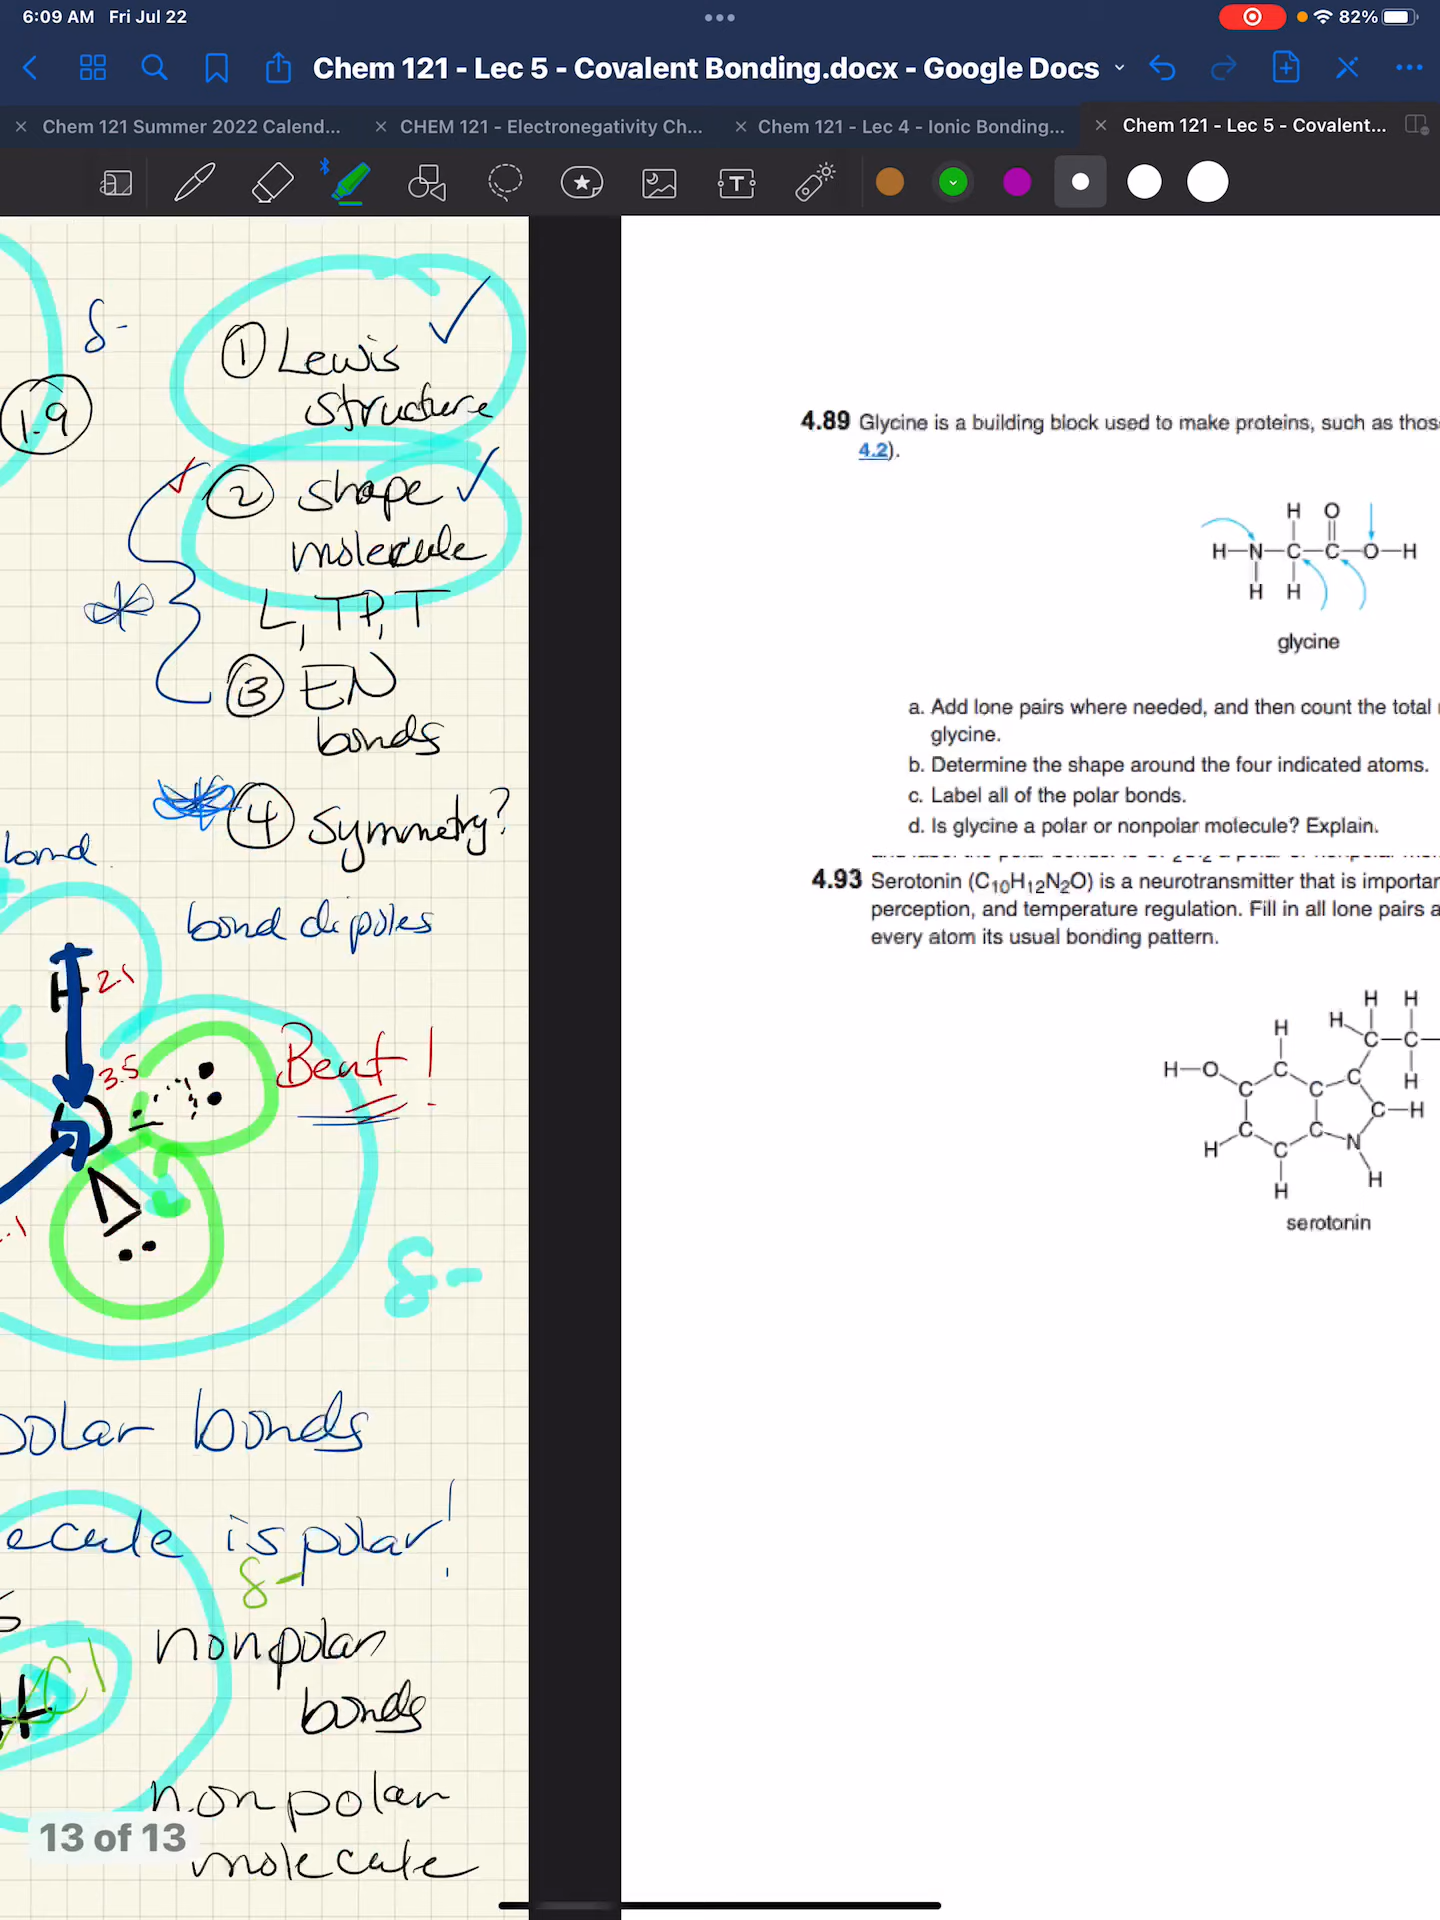 6:09 AM Fri Jul 22
82%
Chem 121 - Lec 5 - Covalent Bonding.docx - Google Docs
Chem 121 Summer 2022 Calend...
CHEM 121 - Electronegativity Ch...
Chem 121 - Lec 4 - Ionic Bonding...
Chem 121 - Lec 5 - Covalent...
δ-
1.9
① Lewis
structure
② shape
molecule
L, TP, T
③ EN
bonds
④ symmetry?
bond
bond dipoles
H 2.1
3.5
Bent!
δ-
polar bonds
ecule is polar!
δ-
nonpolar
bonds
Cl
nonpolar
molecule
13 of 13
4.89 Glycine is a building block used to make proteins, such as thos
4.2).
H O
H-N-C-C-O-H
H H
glycine
a. Add lone pairs where needed, and then count the total
glycine.
b. Determine the shape around the four indicated atoms.
c. Label all of the polar bonds.
d. Is glycine a polar or nonpolar molecule? Explain.
4.93 Serotonin (C10H12N2O) is a neurotransmitter that is importan
perception, and temperature regulation. Fill in all lone pairs a
every atom its usual bonding pattern.
H H
H H
C-C-
H-O C C H
C C C-H
H C C C N
H H
serotonin